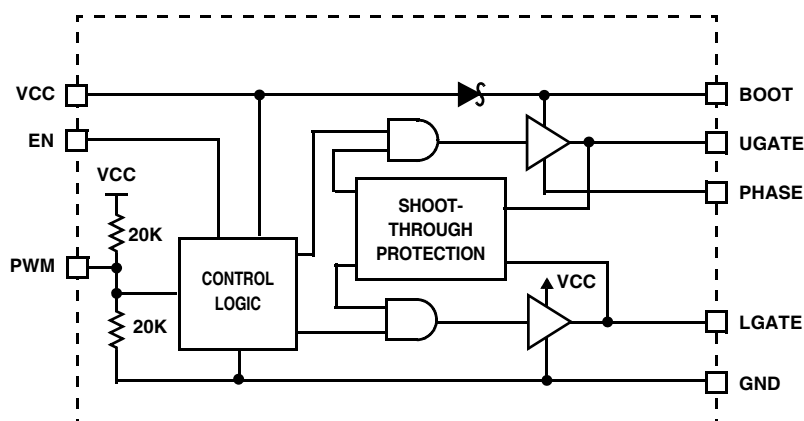 VCC
BOOT
EN
UGATE
VCC
PHASE
SHOOT-
THROUGH
PROTECTION
20K
PWM
CONTROL
LOGIC
VCC
20K
LGATE
GND